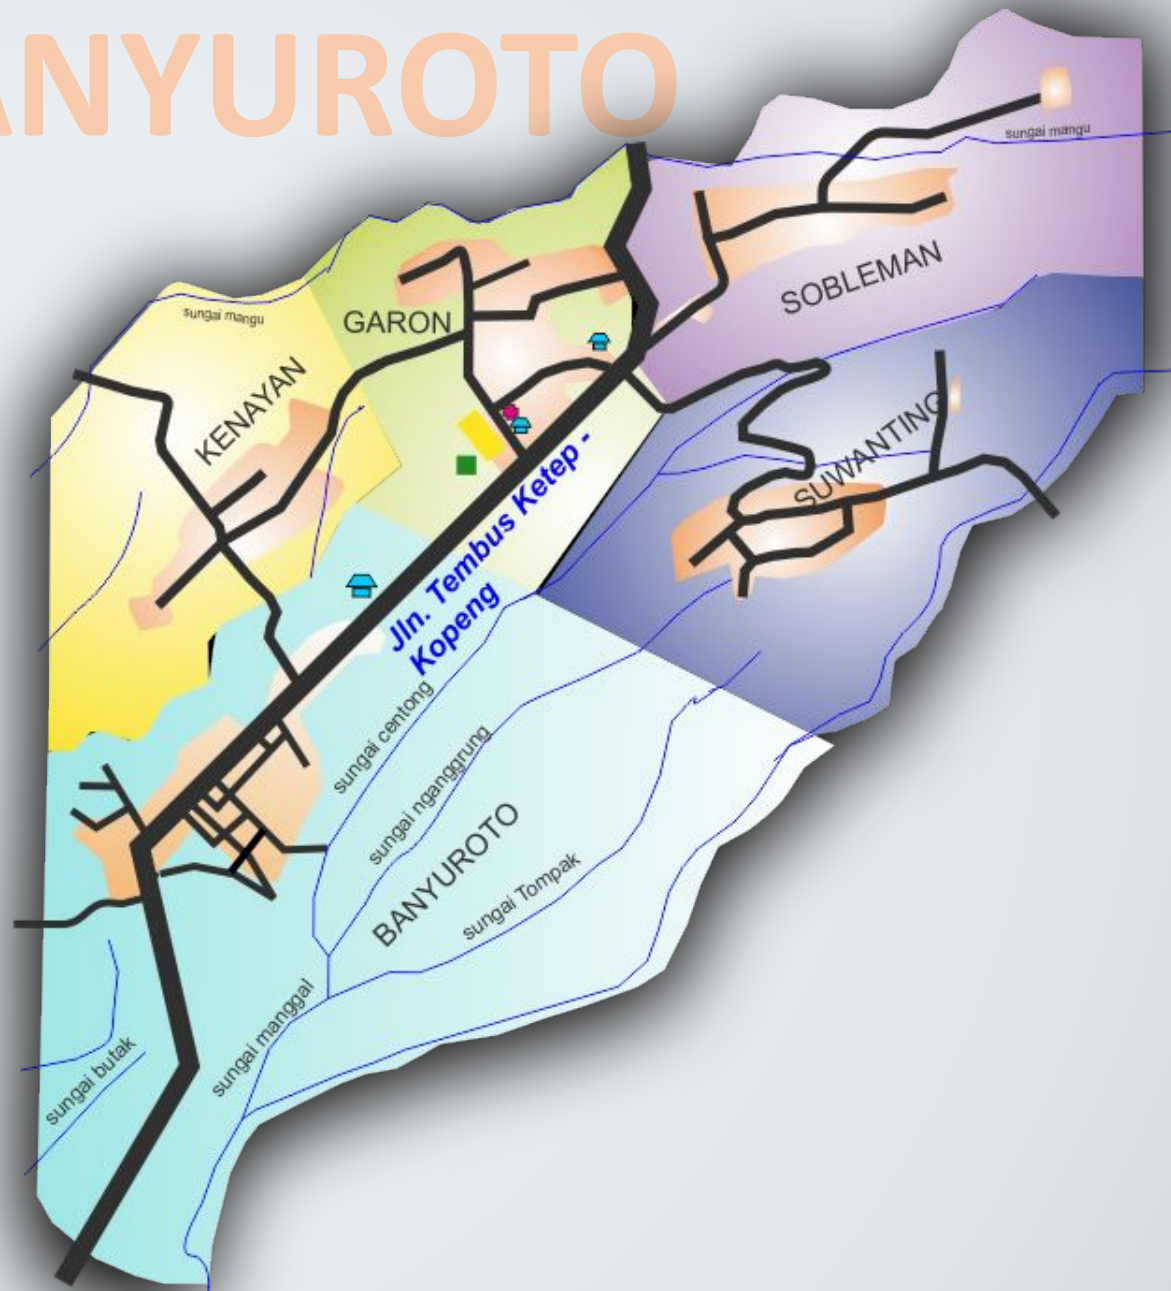 ANYUROTO
sungai mangu
SOBLEMAN
sungai mangu
GARON
KENAYAN
SUWANTING
Jln. Tembus Ketep -
Kopeng
sungai centong
sungai nganggrung
BANYUROTO
sungai Tompak
sungai manggal
sungai butak